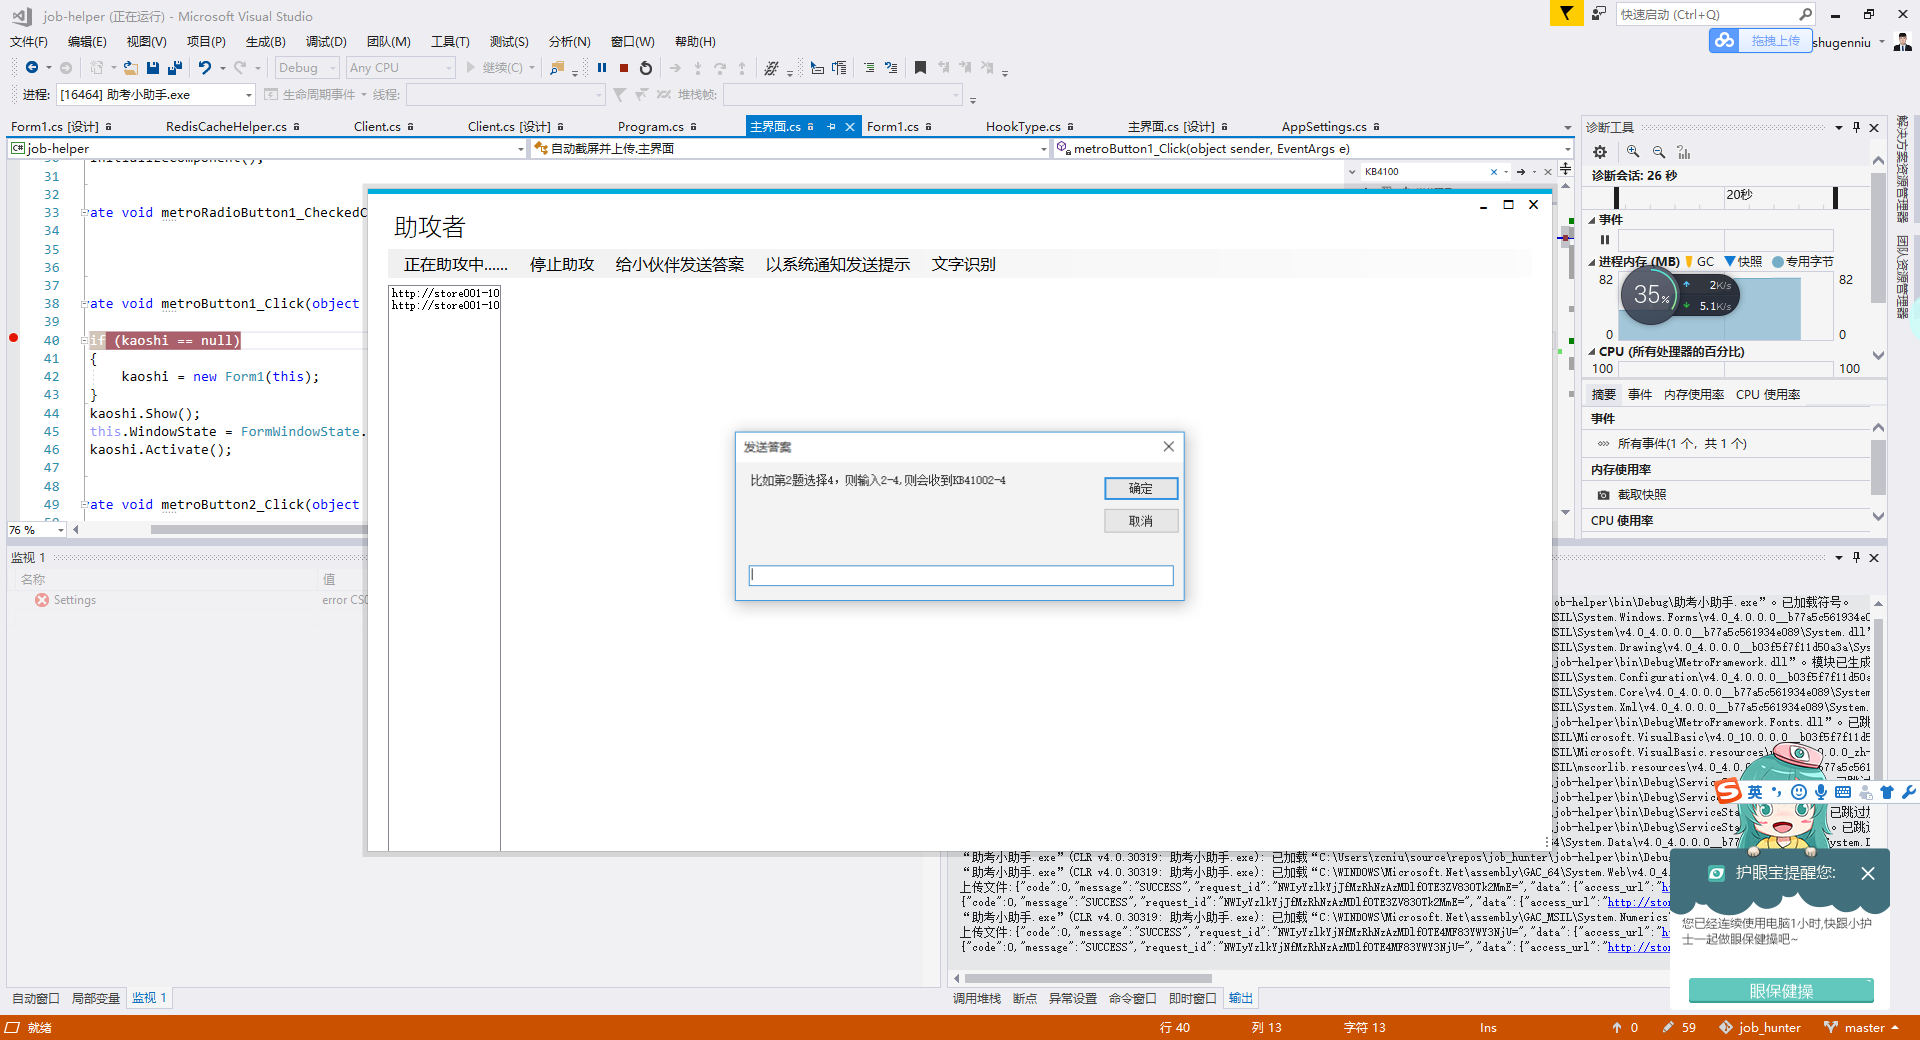 job-helper (正在运行) - Microsoft Visual Studio
快速启动 (Ctrl+Q)
文件(F) 编辑(E) 视图(V) 项目(P) 生成(B) 调试(D) 团队(M) 工具(T) 测试(S) 分析(N) 窗口(W) 帮助(H)
拖拽上传
shugenniu
Debug Any CPU 继续(C)
进程: [16464] 助考小助手.exe 生命周期事件 线程: 堆栈帧:
Form1.cs [设计] RedisCacheHelper.cs Client.cs Client.cs [设计] Program.cs 主界面.cs Form1.cs HookType.cs 主界面.cs [设计] AppSettings.cs
job-helper 自动截屏并上传.主界面 metroButton1_Click(object sender, EventArgs e)
KB4100
31
32
33 ate void metroRadioButton1_CheckedC
34
35
36
37
38 ate void metroButton1_Click(object
39
40 if (kaoshi == null)
41 {
42 kaoshi = new Form1(this);
43 }
44 kaoshi.Show();
45 this.WindowState = FormWindowState.
46 kaoshi.Activate();
47
48
49 ate void metroButton2_Click(object
76 %
助攻者
正在助攻中...... 停止助攻 给小伙伴发送答案 以系统通知发送提示 文字识别
http://store001-10
http://store001-10
发送答案
比如第2题选择4，则输入2-4,则会收到KB41002-4
确定
取消
诊断工具
诊断会话: 26 秒
20秒
事件
进程内存 (MB) GC 快照 专用字节
82 82
35% 2K/s
5.1K/s
0 0
CPU (所有处理器的百分比)
100 100
摘要 事件 内存使用率 CPU 使用率
事件
所有事件(1 个，共 1 个)
内存使用率
截取快照
CPU 使用率
解决方案资源管理器
团队资源管理器
监视 1
名称 值
Settings error CS0
job-helper\bin\Debug\助考小助手.exe”。已加载符号。
SIL\System.Windows.Forms\v4.0_4.0.0.0__b77a5c561934e0
SIL\System\v4.0_4.0.0.0__b77a5c561934e089\System.dll”
SIL\System.Drawing\v4.0_4.0.0.0__b03f5f7f11d50a3a\Sys
job-helper\bin\Debug\MetroFramework.dll”。模块已生成
SIL\System.Configuration\v4.0_4.0.0.0__b03f5f7f11d50a
SIL\System.Core\v4.0_4.0.0.0__b77a5c561934e089\System
SIL\System.Xml\v4.0_4.0.0.0__b77a5c561934e089\System.
job-helper\bin\Debug\MetroFramework.Fonts.dll”。已跳
SIL\Microsoft.VisualBasic\v4.0_10.0.0.0__b03f5f7f11d5
SIL\Microsoft.VisualBasic.resources\
SIL\mscorlib.resources\v4.0_4.0
job-helper\bin\Debug\Servic
job-helper\bin\Debug\Servic
job-helper\bin\Debug\ServiceSta
job-helper\bin\Debug\ServiceSta
64\System.Data\v4.0_4.0.0.0__b77
“助考小助手.exe”(CLR v4.0.30319: 助考小助手.exe): 已加载“C:\Users\zcniu\source\repos\job_hunter\job-helper\bin\Debu
“助考小助手.exe”(CLR v4.0.30319: 助考小助手.exe): 已加载“C:\WINDOWS\Microsoft.Net\assembly\GAC_64\System.Web\v4.0_4
上传文件:{"code":0,"message":"SUCCESS","request_id":"NWIyYzlkYjJfMzRhNzAzMDlfOTE3ZV83OTk2MmE=","data":{"access_url":"h
{"code":0,"message":"SUCCESS","request_id":"NWIyYzlkYjJfMzRhNzAzMDlfOTE3ZV83OTk2MmE=","data":{"access_url":"http://stor
“助考小助手.exe”(CLR v4.0.30319: 助考小助手.exe): 已加载“C:\WINDOWS\Microsoft.Net\assembly\GAC_MSIL\System.Numerics
上传文件:{"code":0,"message":"SUCCESS","request_id":"NWIyYzlkYjNfMzRhNzAzMDlfOTE4MF83YWY3NjU=","data":{"access_url":"h
{"code":0,"message":"SUCCESS","request_id":"NWIyYzlkYjNfMzRhNzAzMDlfOTE4MF83YWY3NjU=","data":{"access_url":"http://stor
英
护眼宝提醒您:
您已经连续使用电脑1小时,快跟小护
士一起做眼保健操吧~
眼保健操
自动窗口 局部变量 监视 1
调用堆栈 断点 异常设置 命令窗口 即时窗口 输出
就绪 行 40 列 13 字符 13 Ins 0 59 job_hunter master